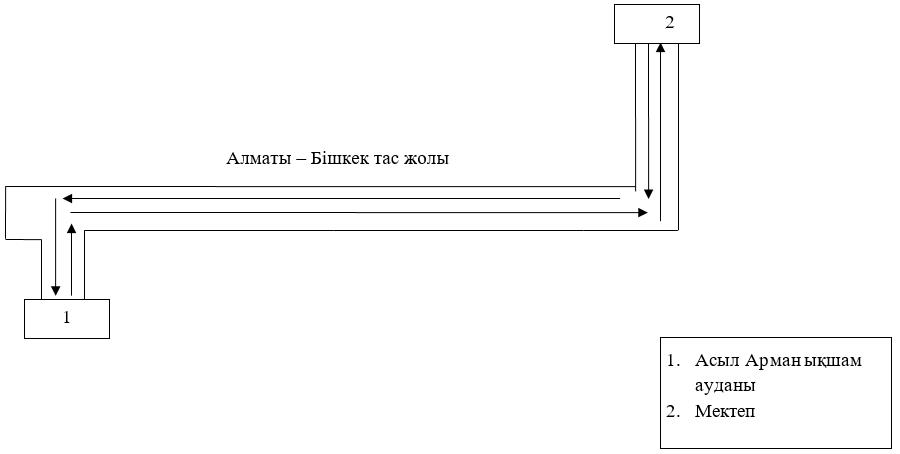 2
Алматы – Бішкек тас жолы
1
1. Асыл Арман ықшам
ауданы
2. Мектеп